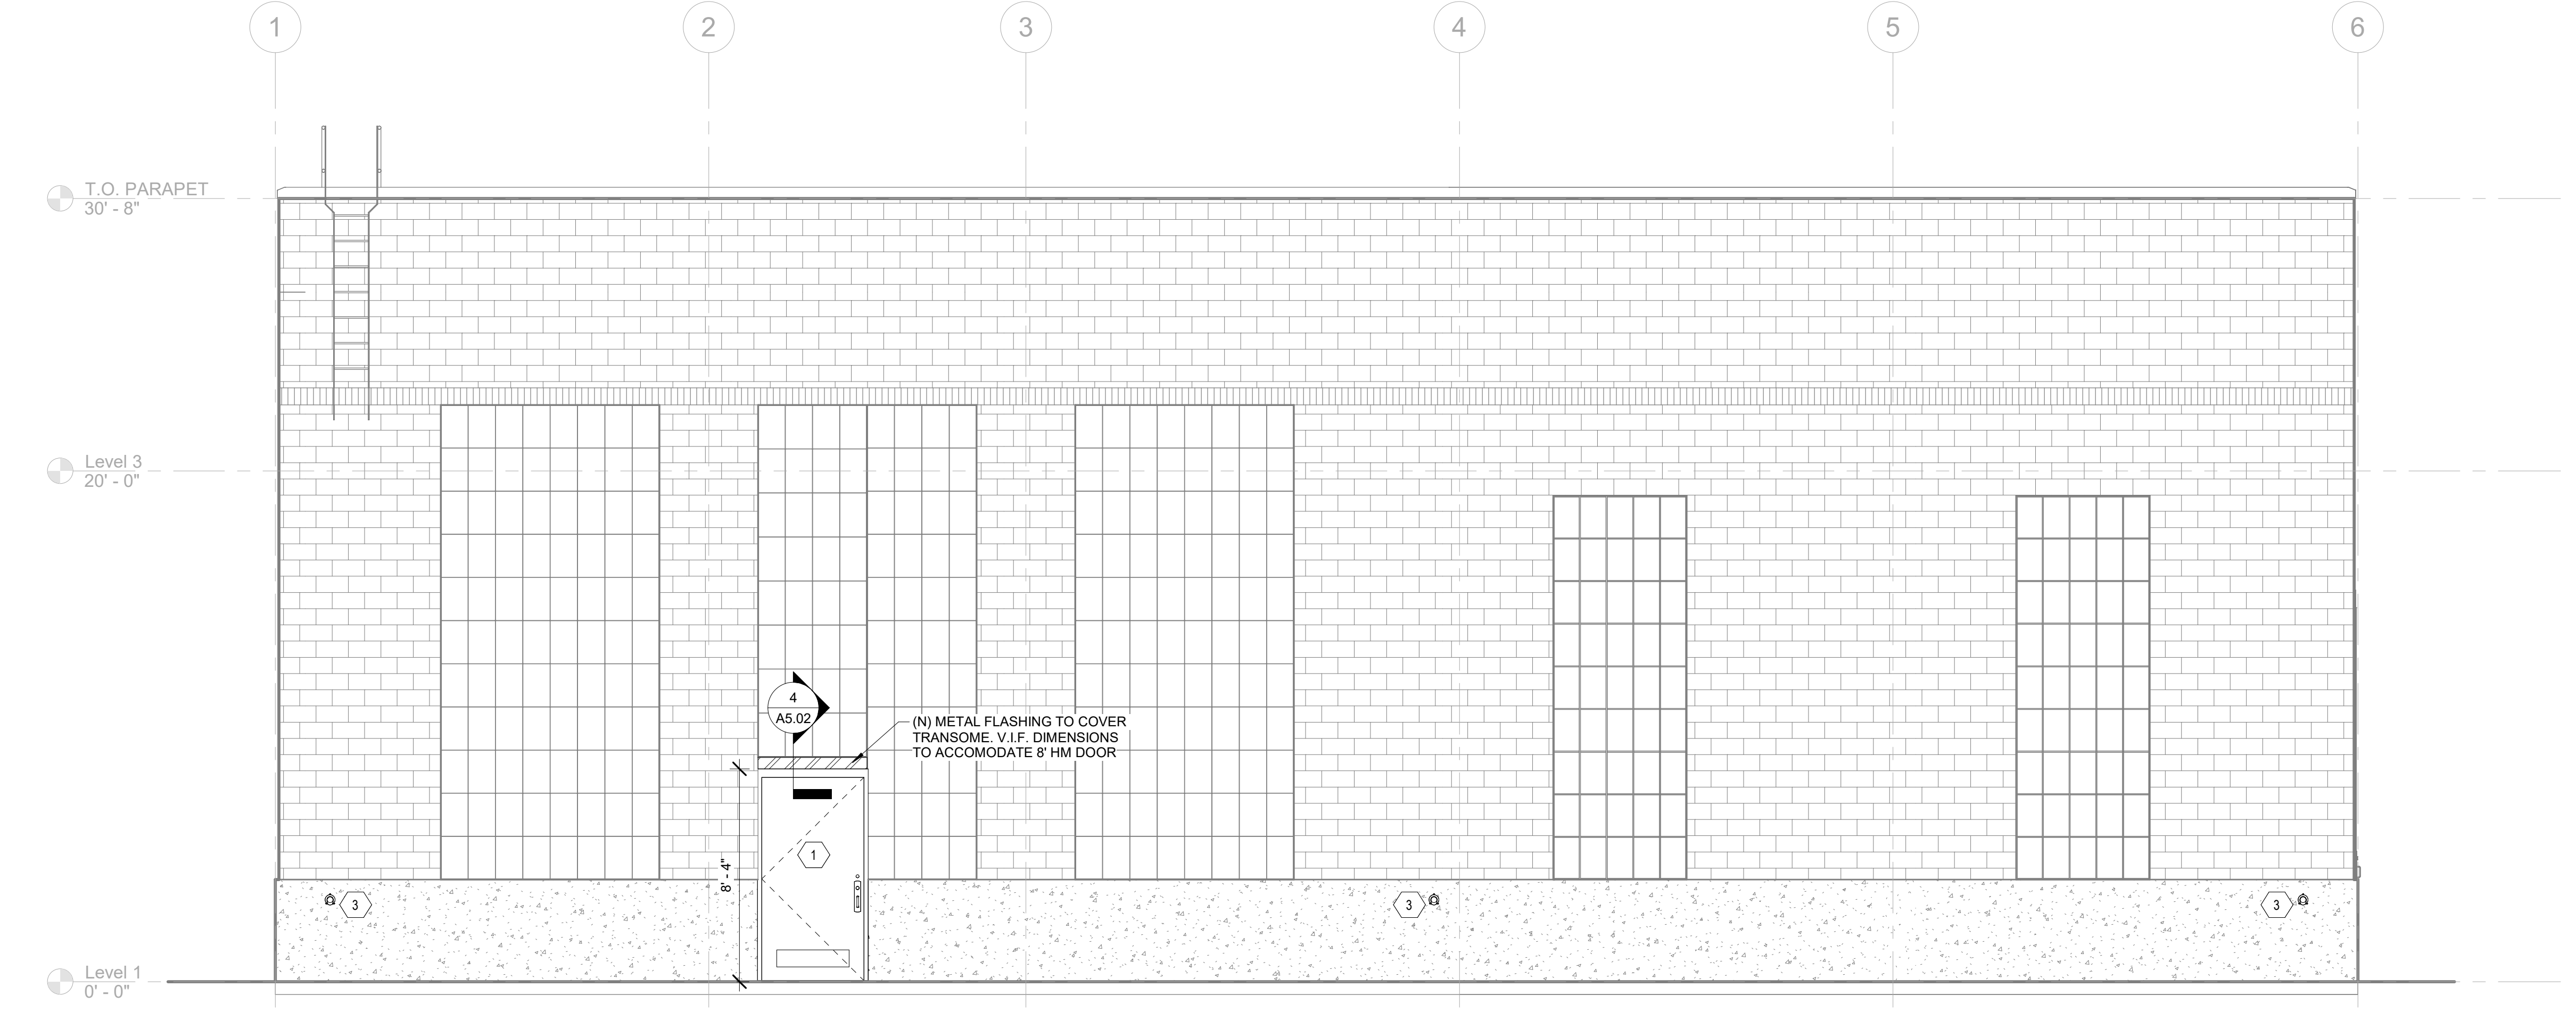 1
2
3
4
5
6
T.O. PARAPET
30' - 8"
Level 3
20' - 0"
4
A5.02
(N) METAL FLASHING TO COVER
TRANSOME. V.I.F. DIMENSIONS
TO ACCOMODATE 8' HM DOOR
8' - 4"
1
3
3
3
Level 1
0' - 0"